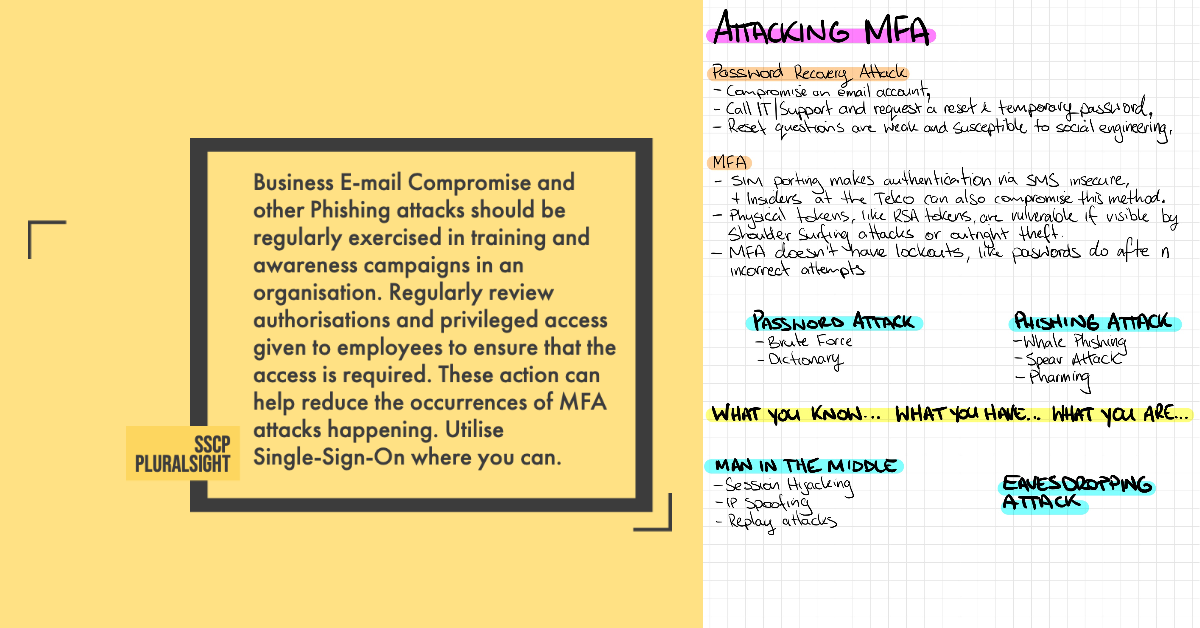 Business E-mail Compromise and
other Phishing attacks should be
regularly exercised in training and
awareness campaigns in an
organisation. Regularly review
authorisations and privileged access
given to employees to ensure that the
access is required. These action can
help reduce the occurrences of MFA
attacks happening. Utilise
Single-Sign-On where you can.
SSCP
PLURALSIGHT
ATTACKING MFA
Password Recovery Attack
- Compromise an email account,
- Call IT/Support and request a reset & temporary password,
- Reset questions are weak and susceptible to social engineering.
MFA
- SIM porting makes authentication via SMS insecure,
+ Insiders at the Telco can also compromise this method.
- Physical tokens, like RSA tokens, are vulnerable if visible by
Shoulder Surfing attacks or outright theft.
- MFA doesn't have lockouts, like passwords do afte n
incorrect attempts
PASSWORD ATTACK
- Brute Force
- Dictionary
PHISHING ATTACK
- Whale Phishing
- Spear Attack
- Pharming
WHAT YOU KNOW... WHAT YOU HAVE... WHAT YOU ARE...
MAN IN THE MIDDLE
- Session Hijacking
- IP Spoofing
- Replay attacks
EAVESDROPPING
ATTACK